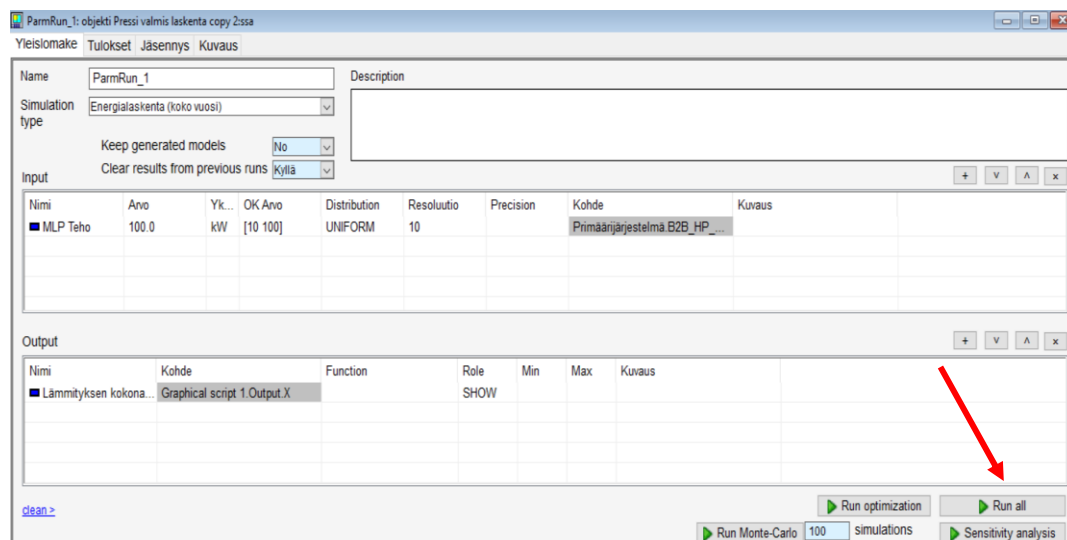 ParmRun_1: objekti Pressi valmis laskenta copy 2:ssa
Yleislomake Tulokset Jäsennys Kuvaus
Name ParmRun_1 Description
Simulation type Energialaskenta (koko vuosi)
Keep generated models No
Clear results from previous runs Kyllä
Input + v ʌ x
Nimi Arvo Yk... OK Arvo Distribution Resoluutio Precision Kohde Kuvaus
MLP Teho 100.0 kW [10 100] UNIFORM 10 Primäärijärjestelmä.B2B_HP_...
Output + v ʌ x
Nimi Kohde Function Role Min Max Kuvaus
Lämmityksen kokona... Graphical script 1.Output.X SHOW
clean > Run optimization Run all
Run Monte-Carlo 100 simulations Sensitivity analysis